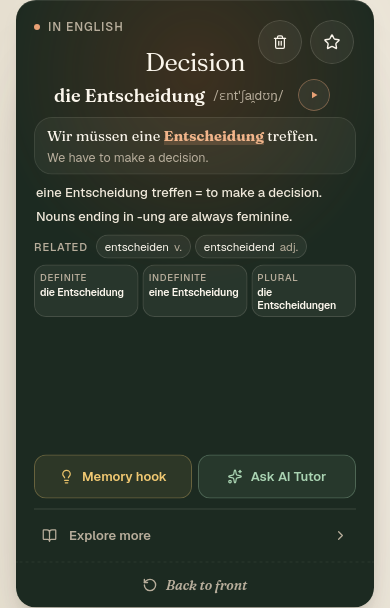 IN ENGLISH
Decision
die Entscheidung /ɛntˈʃaɪ̯dʊŋ/
Wir müssen eine Entscheidung treffen.
We have to make a decision.
eine Entscheidung treffen = to make a decision.
Nouns ending in -ung are always feminine.
RELATED entscheiden v. entscheidend adj.
DEFINITE
die Entscheidung
INDEFINITE
eine Entscheidung
PLURAL
die
Entscheidungen
Memory hook
Ask AI Tutor
Explore more
Back to front